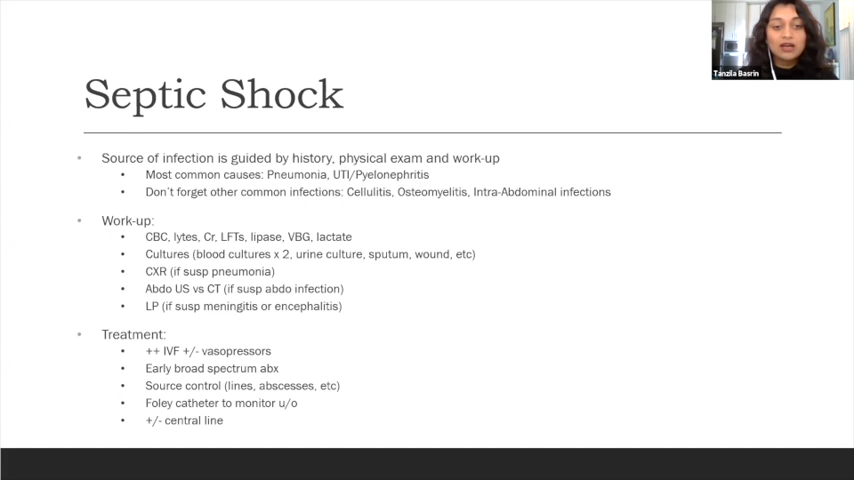 Tanzila Basrin
Septic Shock
Source of infection is guided by history, physical exam and work-up
Most common causes: Pneumonia, UTI/Pyelonephritis
Don't forget other common infections: Cellulitis, Osteomyelitis, Intra-Abdominal infections
Work-up:
CBC, lytes, Cr, LFTs, lipase, VBG, lactate
Cultures (blood cultures x 2, urine culture, sputum, wound, etc)
CXR (if susp pneumonia)
Abdo US vs CT (if susp abdo infection)
LP (if susp meningitis or encephalitis)
Treatment:
++ IVF +/- vasopressors
Early broad spectrum abx
Source control (lines, abscesses, etc)
Foley catheter to monitor u/o
+/- central line